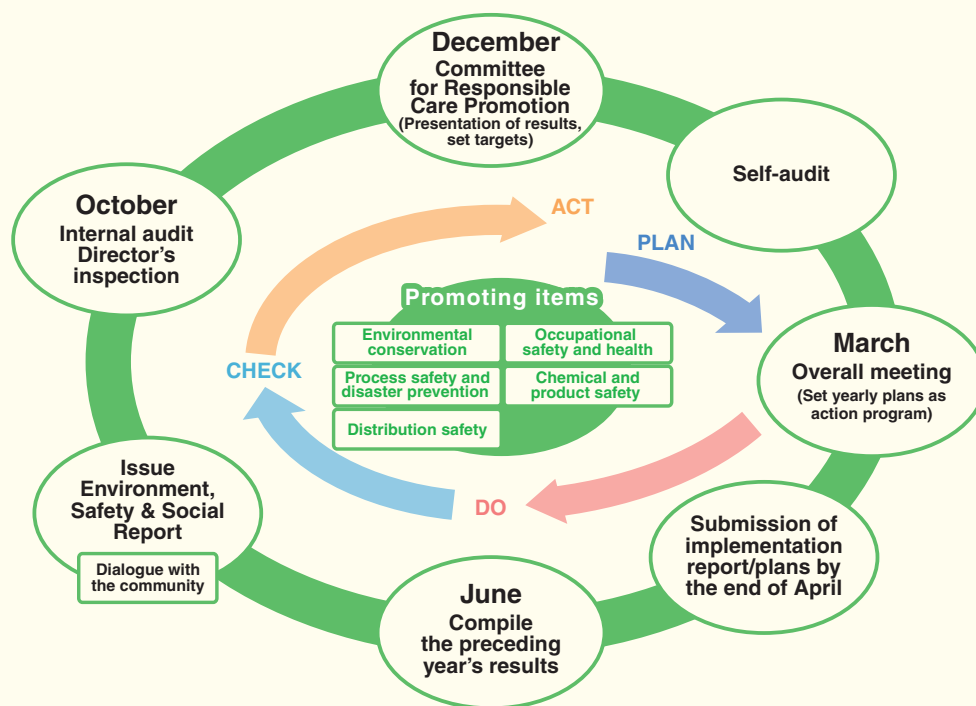 December
Committee
for Responsible
Care Promotion
(Presentation of results,
set targets)
Self-audit
October
Internal audit
Director's
inspection
ACT
PLAN
Promoting items
Environmental
conservation
Occupational
safety and health
Process safety and
disaster prevention
Chemical and
product safety
Distribution safety
CHECK
March
Overall meeting
(Set yearly plans as
action program)
DO
Issue
Environment,
Safety & Social
Report
Dialogue with
the community
Submission of
implementation
report/plans by
the end of April
June
Compile
the preceding
year's results